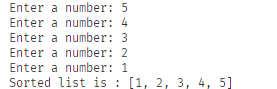 Enter a number: 5
Enter a number: 4
Enter a number: 3
Enter a number: 2
Enter a number: 1
Sorted list is : [1, 2, 3, 4, 5]